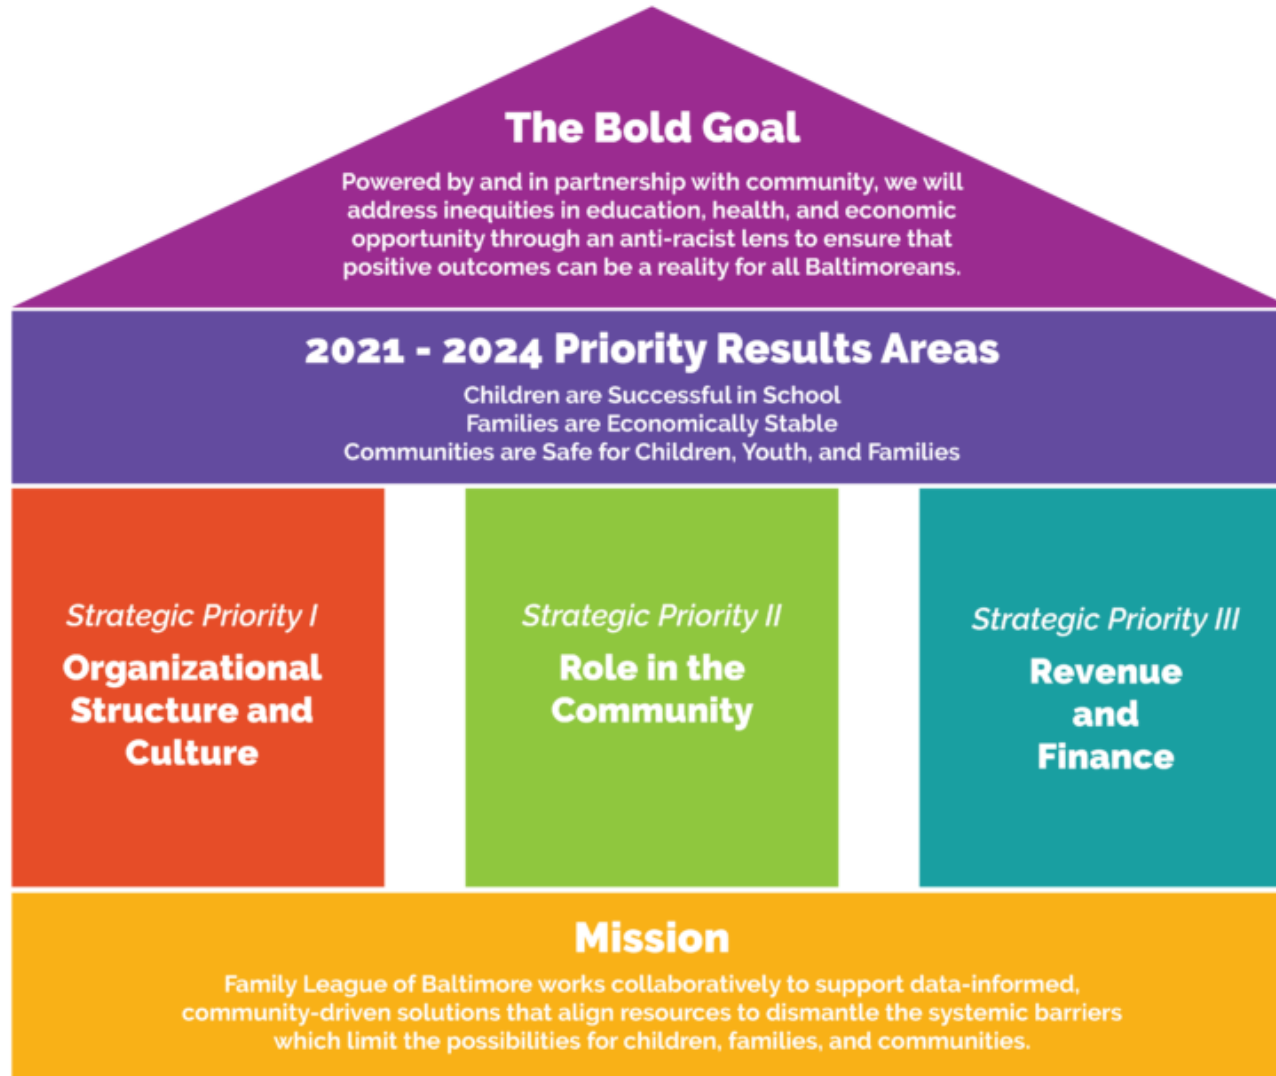 The Bold Goal
Powered by and in partnership with community, we will
address inequities in education, health, and economic
opportunity through an anti-racist lens to ensure that
positive outcomes can be a reality for all Baltimoreans.
2021 - 2024 Priority Results Areas
Children are Successful in School
Families are Economically Stable
Communities are Safe for Children, Youth, and Families
Strategic Priority I
Organizational
Structure and
Culture
Strategic Priority II
Role in the
Community
Strategic Priority III
Revenue
and
Finance
Mission
Family League of Baltimore works collaboratively to support data-informed,
community-driven solutions that align resources to dismantle the systemic barriers
which limit the possibilities for children, families, and communities.